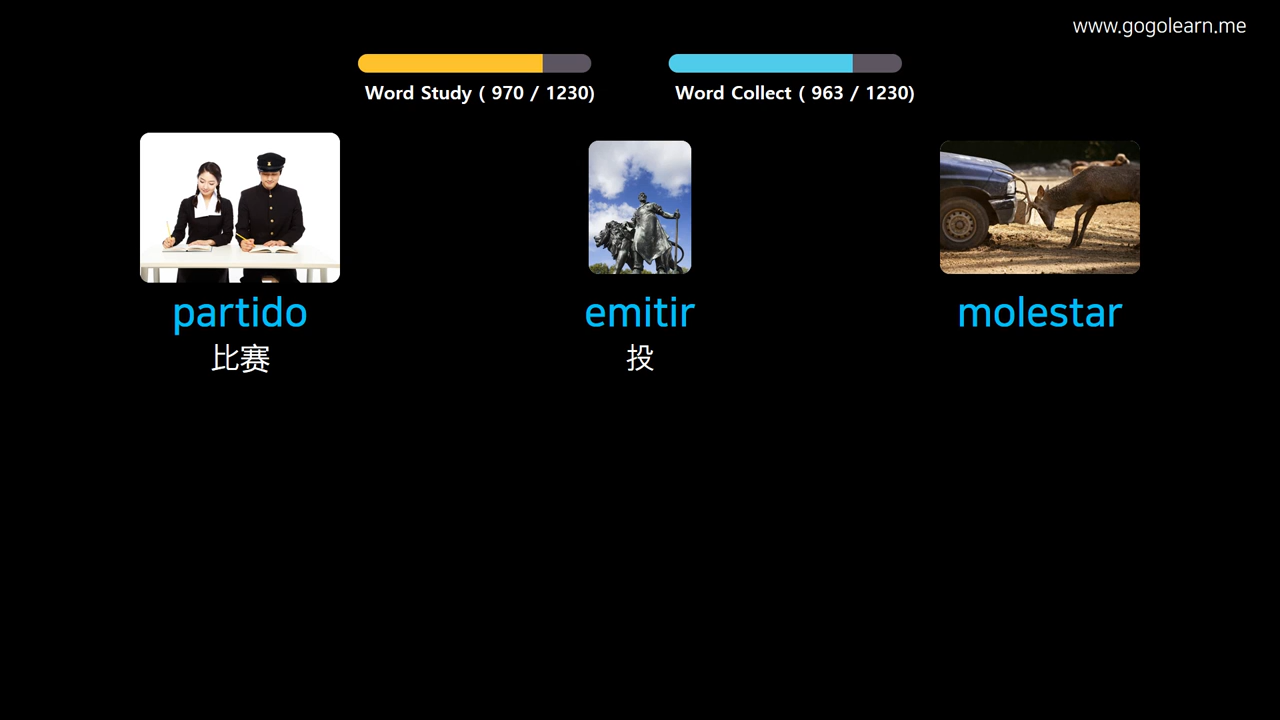 www.gogolearn.me
Word Study ( 970 / 1230)
Word Collect ( 963 / 1230)
partido
emitir
molestar
比赛
投